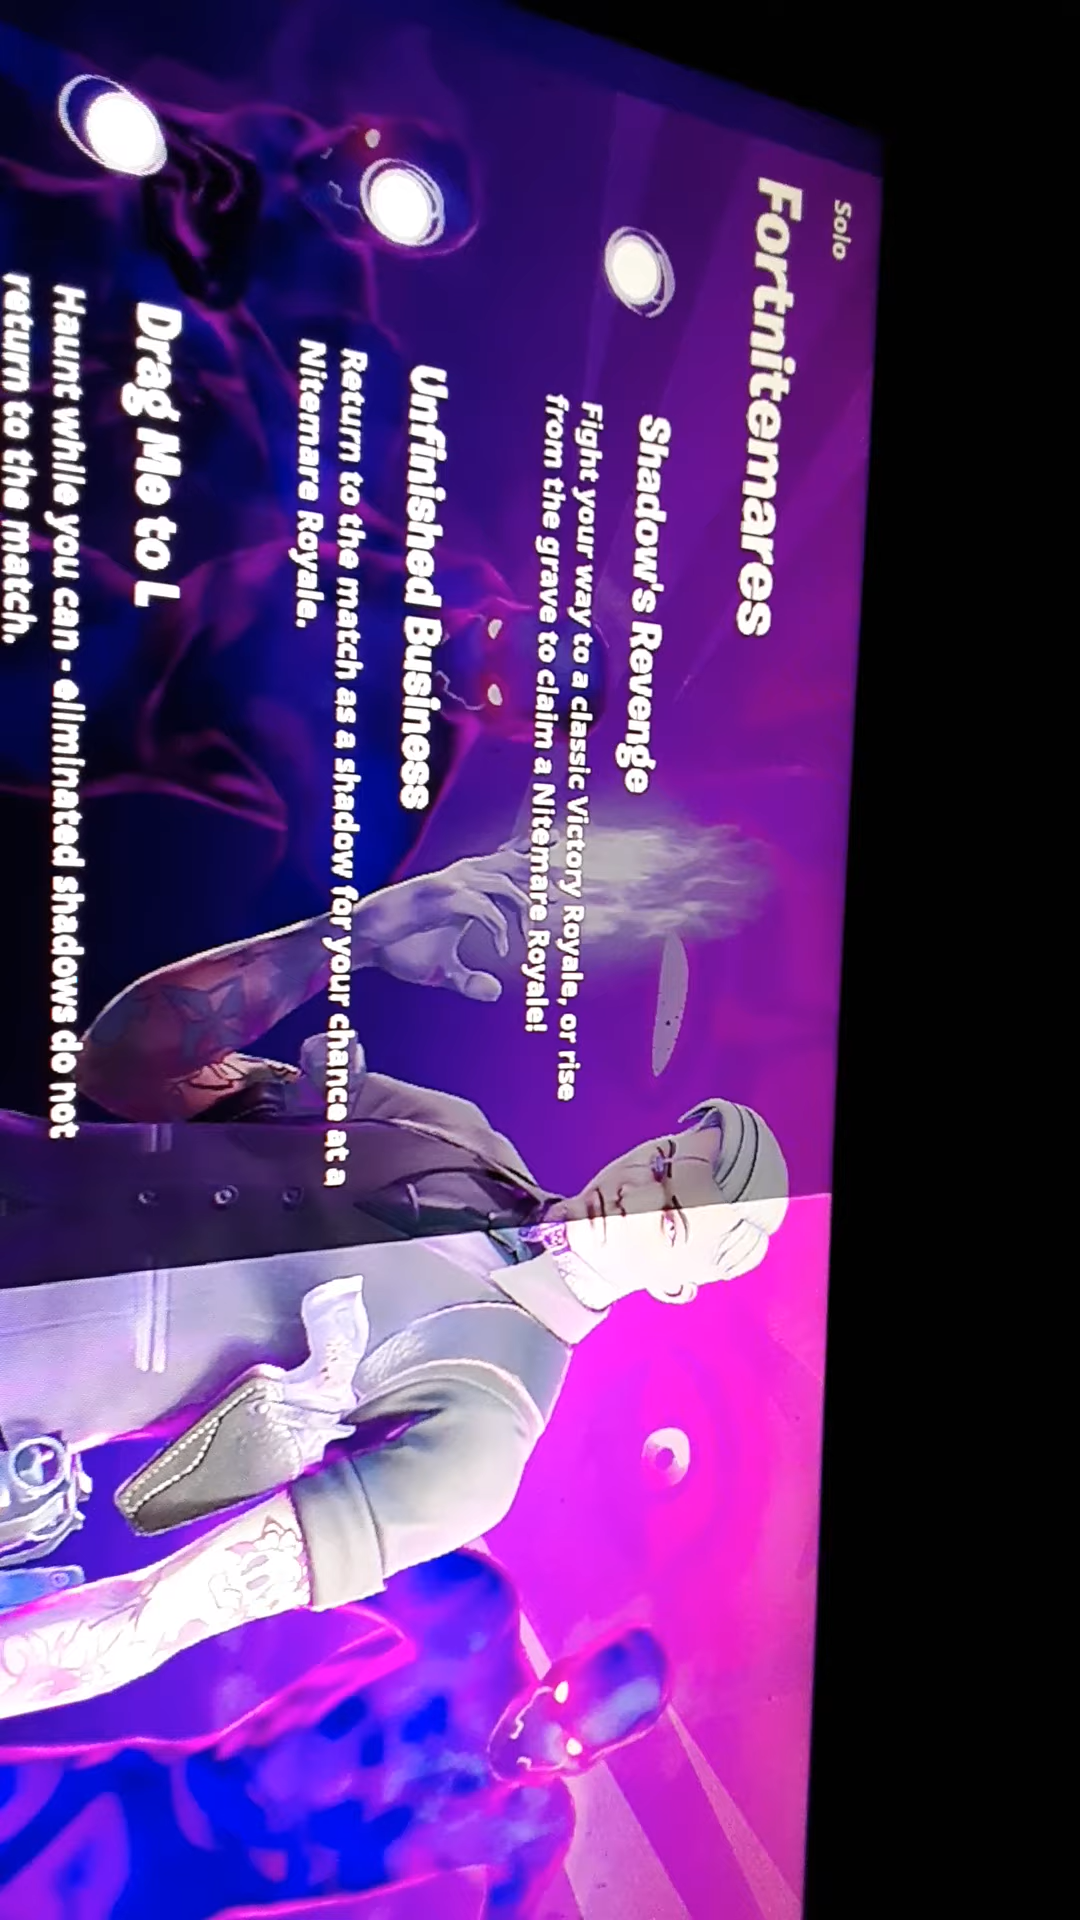 Solo
Fortnitemares
Shadow's Revenge
Fight your way to a classic Victory Royale, or rise
from the grave to claim a Nitemare Royale!
Unfinished Business
Return to the match as a shadow for your chance at a
Nitemare Royale.
Drag Me to L
Haunt while you can - eliminated shadows do not
return to the match.